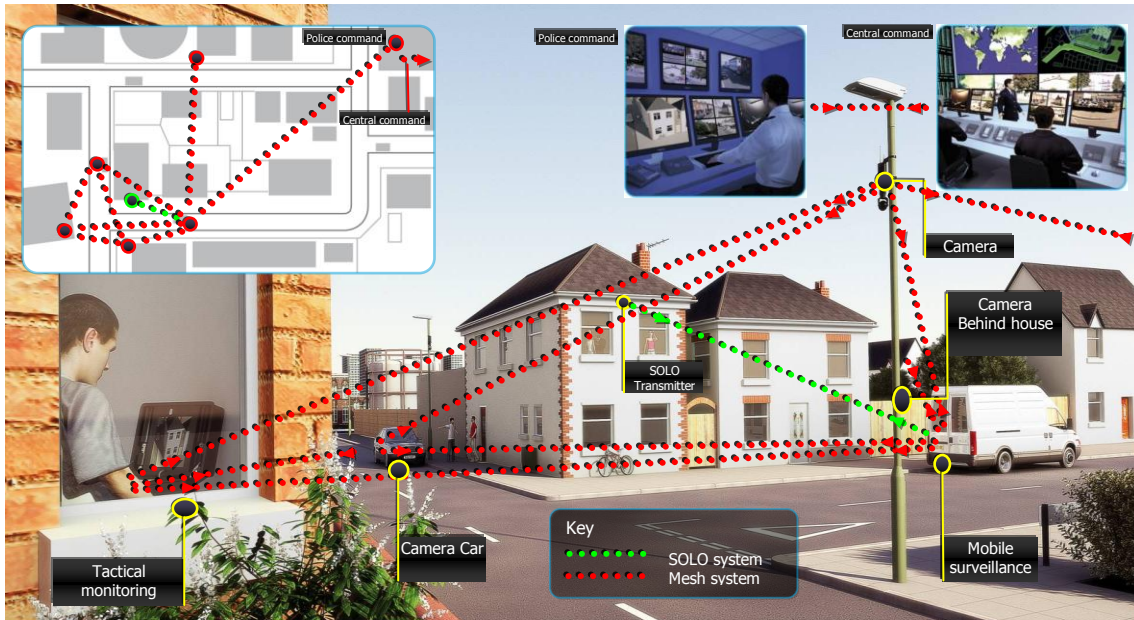 Police command
Central command
Police command
Central command
Camera
Camera
Behind house
SOLO
Transmitter
Camera Car
Tactical
monitoring
Mobile
surveillance
Key
SOLO system
Mesh system